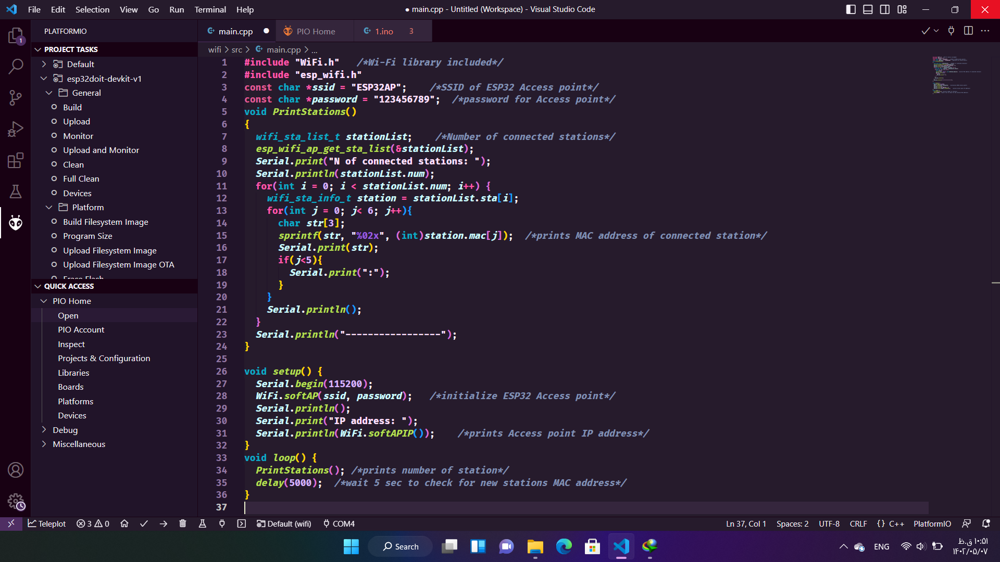 File Edit Selection View Go Run Terminal Help
● main.cpp - Untitled (Workspace) - Visual Studio Code
PLATFORMIO
main.cpp
PIO Home
1.ino 3
wifi > src > main.cpp > ...
1
PROJECT TASKS
Default
esp32doit-devkit-v1
General
Build
Upload
Monitor
Upload and Monitor
Clean
Full Clean
Devices
Platform
Build Filesystem Image
Program Size
Upload Filesystem Image
Upload Filesystem Image OTA
Erase Flash
QUICK ACCESS
PIO Home
Open
PIO Account
Inspect
Projects & Configuration
Libraries
Boards
Platforms
Devices
Debug
Miscellaneous
1 #include "WiFi.h" /*Wi-Fi library included*/
2 #include "esp_wifi.h"
3 const char *ssid = "ESP32AP"; /*SSID of ESP32 Access point*/
4 const char *password = "123456789"; /*password for Access point*/
5 void PrintStations()
6 {
7 wifi_sta_list_t stationList; /*Number of connected stations*/
8 esp_wifi_ap_get_sta_list(&stationList);
9 Serial.print("N of connected stations: ");
10 Serial.println(stationList.num);
11 for(int i = 0; i < stationList.num; i++) {
12 wifi_sta_info_t station = stationList.sta[i];
13 for(int j = 0; j< 6; j++){
14 char str[3];
15 sprintf(str, "%02x", (int)station.mac[j]); /*prints MAC address of connected station*/
16 Serial.print(str);
17 if(j<5){
18 Serial.print(":");
19 }
20 }
21 Serial.println();
22 }
23 Serial.println("-----------------");
24 }
25
26 void setup() {
27 Serial.begin(115200);
28 WiFi.softAP(ssid, password); /*initialize ESP32 Access point*/
29 Serial.println();
30 Serial.print("IP address: ");
31 Serial.println(WiFi.softAPIP()); /*prints Access point IP address*/
32 }
33 void loop() {
34 PrintStations(); /*prints number of station*/
35 delay(5000); /*wait 5 sec to check for new stations MAC address*/
36 }
37
Teleplot 3 0 Default (wifi) COM4
Ln 37, Col 1 Spaces: 2 UTF-8 CRLF {} C++ PlatformIO
Search
ENG
۱۰:۵۱ ق.ظ
۱۴۰۲/۰۵/۰۷